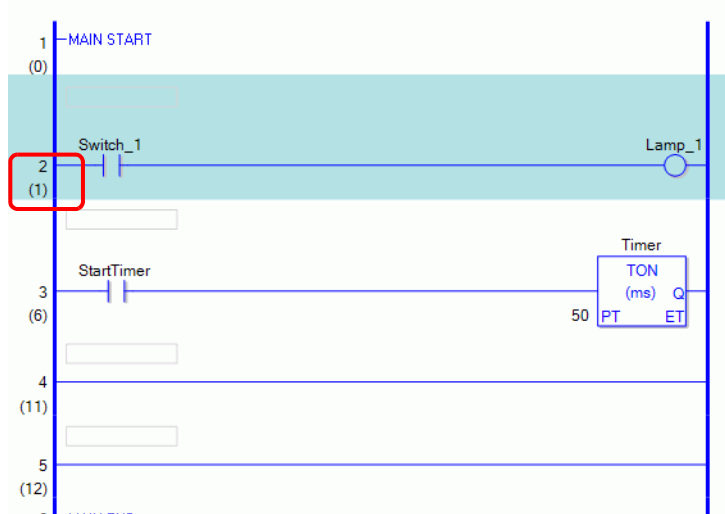 1 MAIN START
(0)
Switch_1 Lamp_1
2
(1)
Timer
StartTimer TON
3 (ms) Q
(6) 50 PT ET
4
(11)
5
(12)